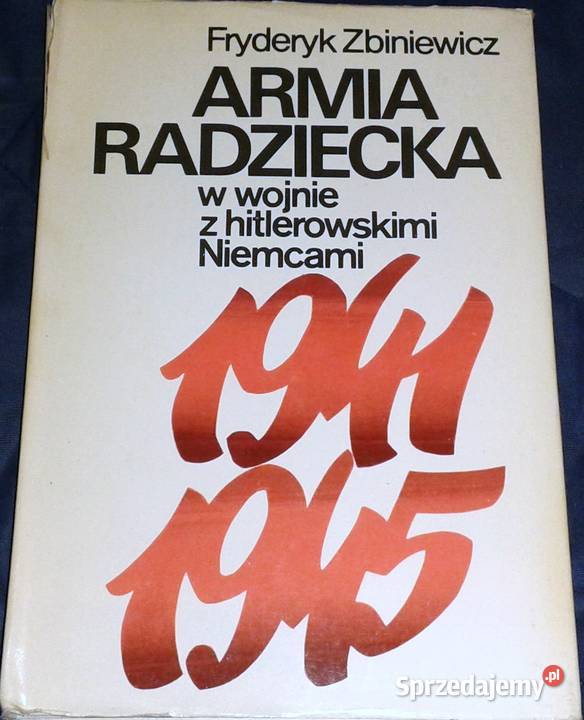 Fryderyk Zbiniewicz
ARMIA
RADZIECKA
w wojnie
z hitlerowskimi
Niemcami
1941
1945
Sprzedajemy.pl